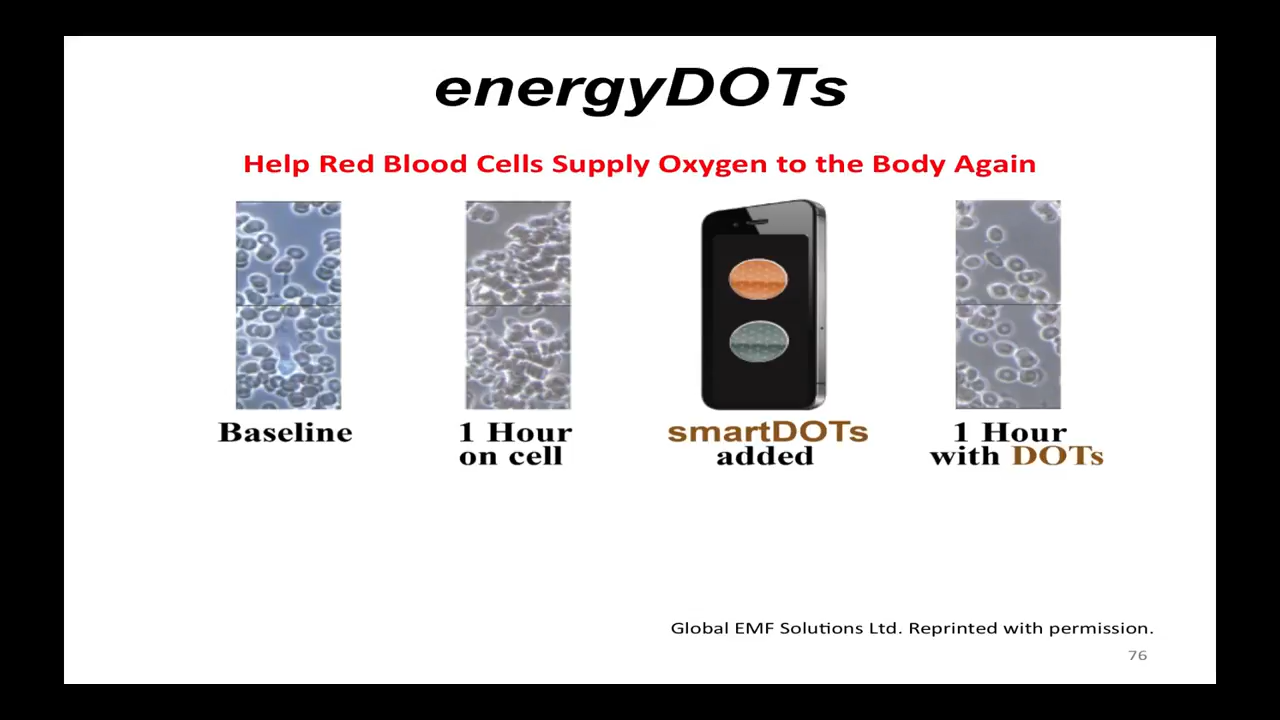 energyDOTs
Help Red Blood Cells Supply Oxygen to the Body Again
Baseline
1 Hour
on cell
smartDOTs
added
1 Hour
with DOTs
Global EMF Solutions Ltd. Reprinted with permission.
76